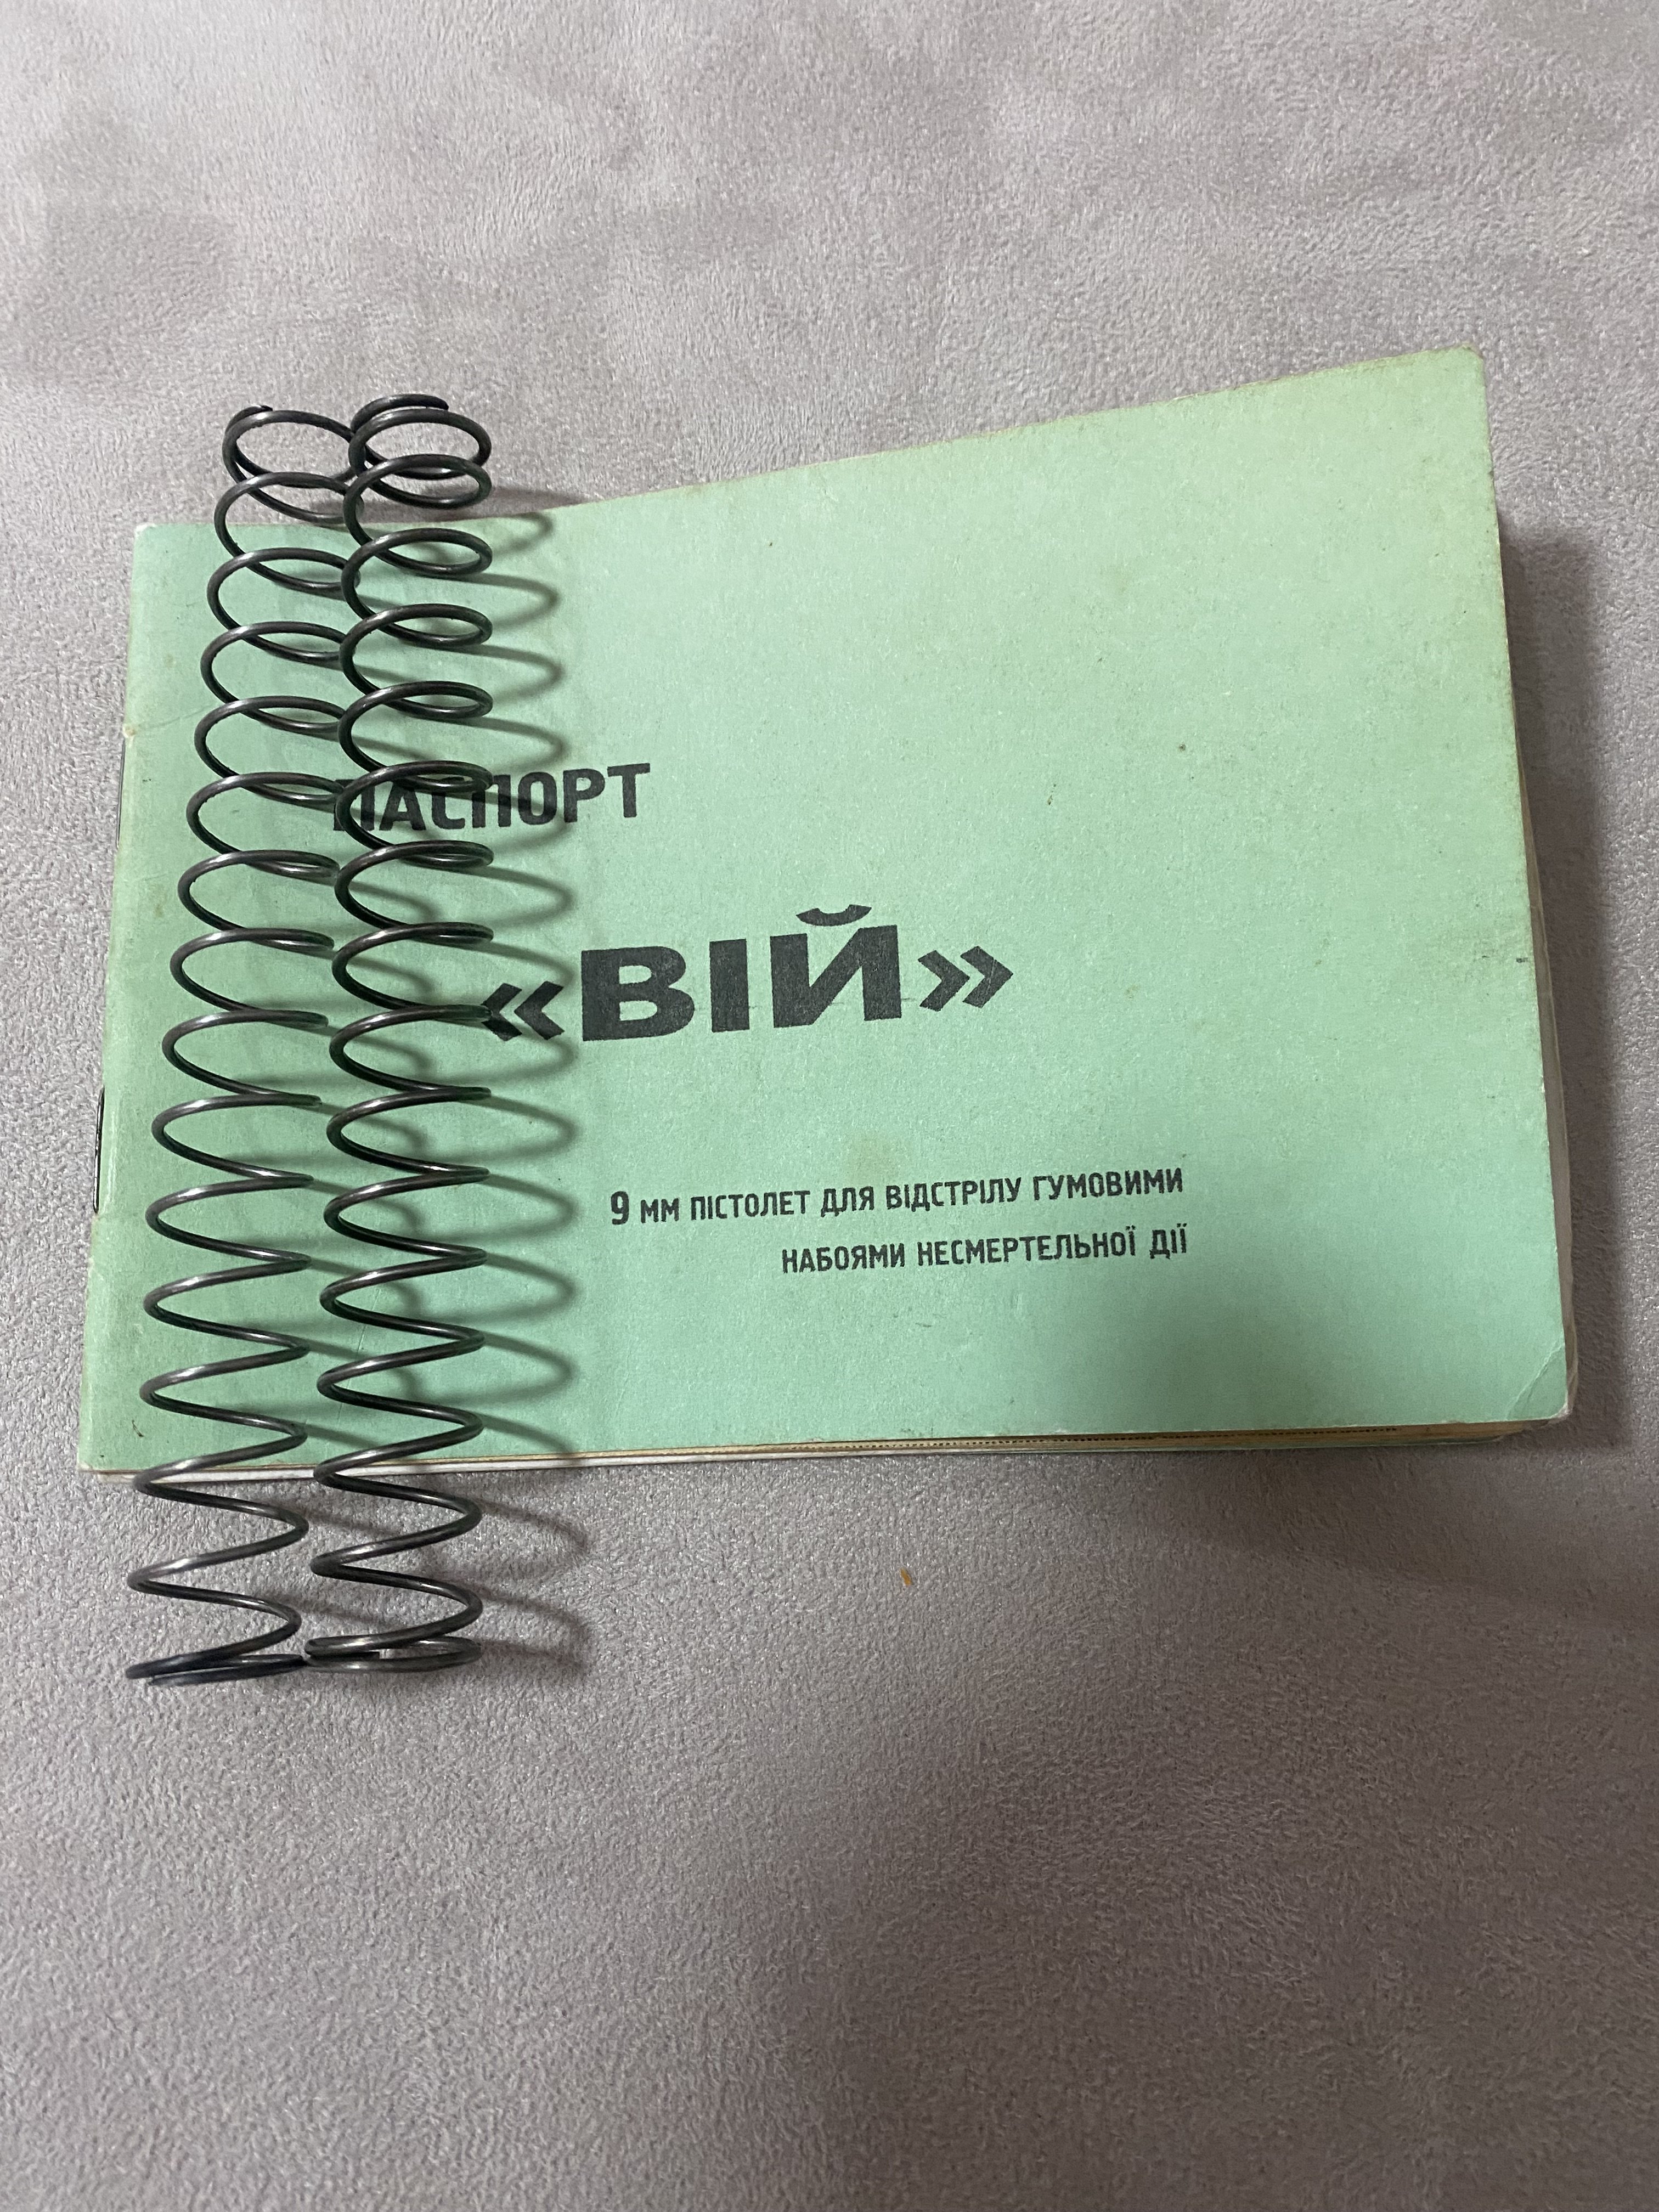 ПАСПОРТ
«ВІЙ»
9 мм пістолет для відстрілу гумовими
набоями несмертельної дії